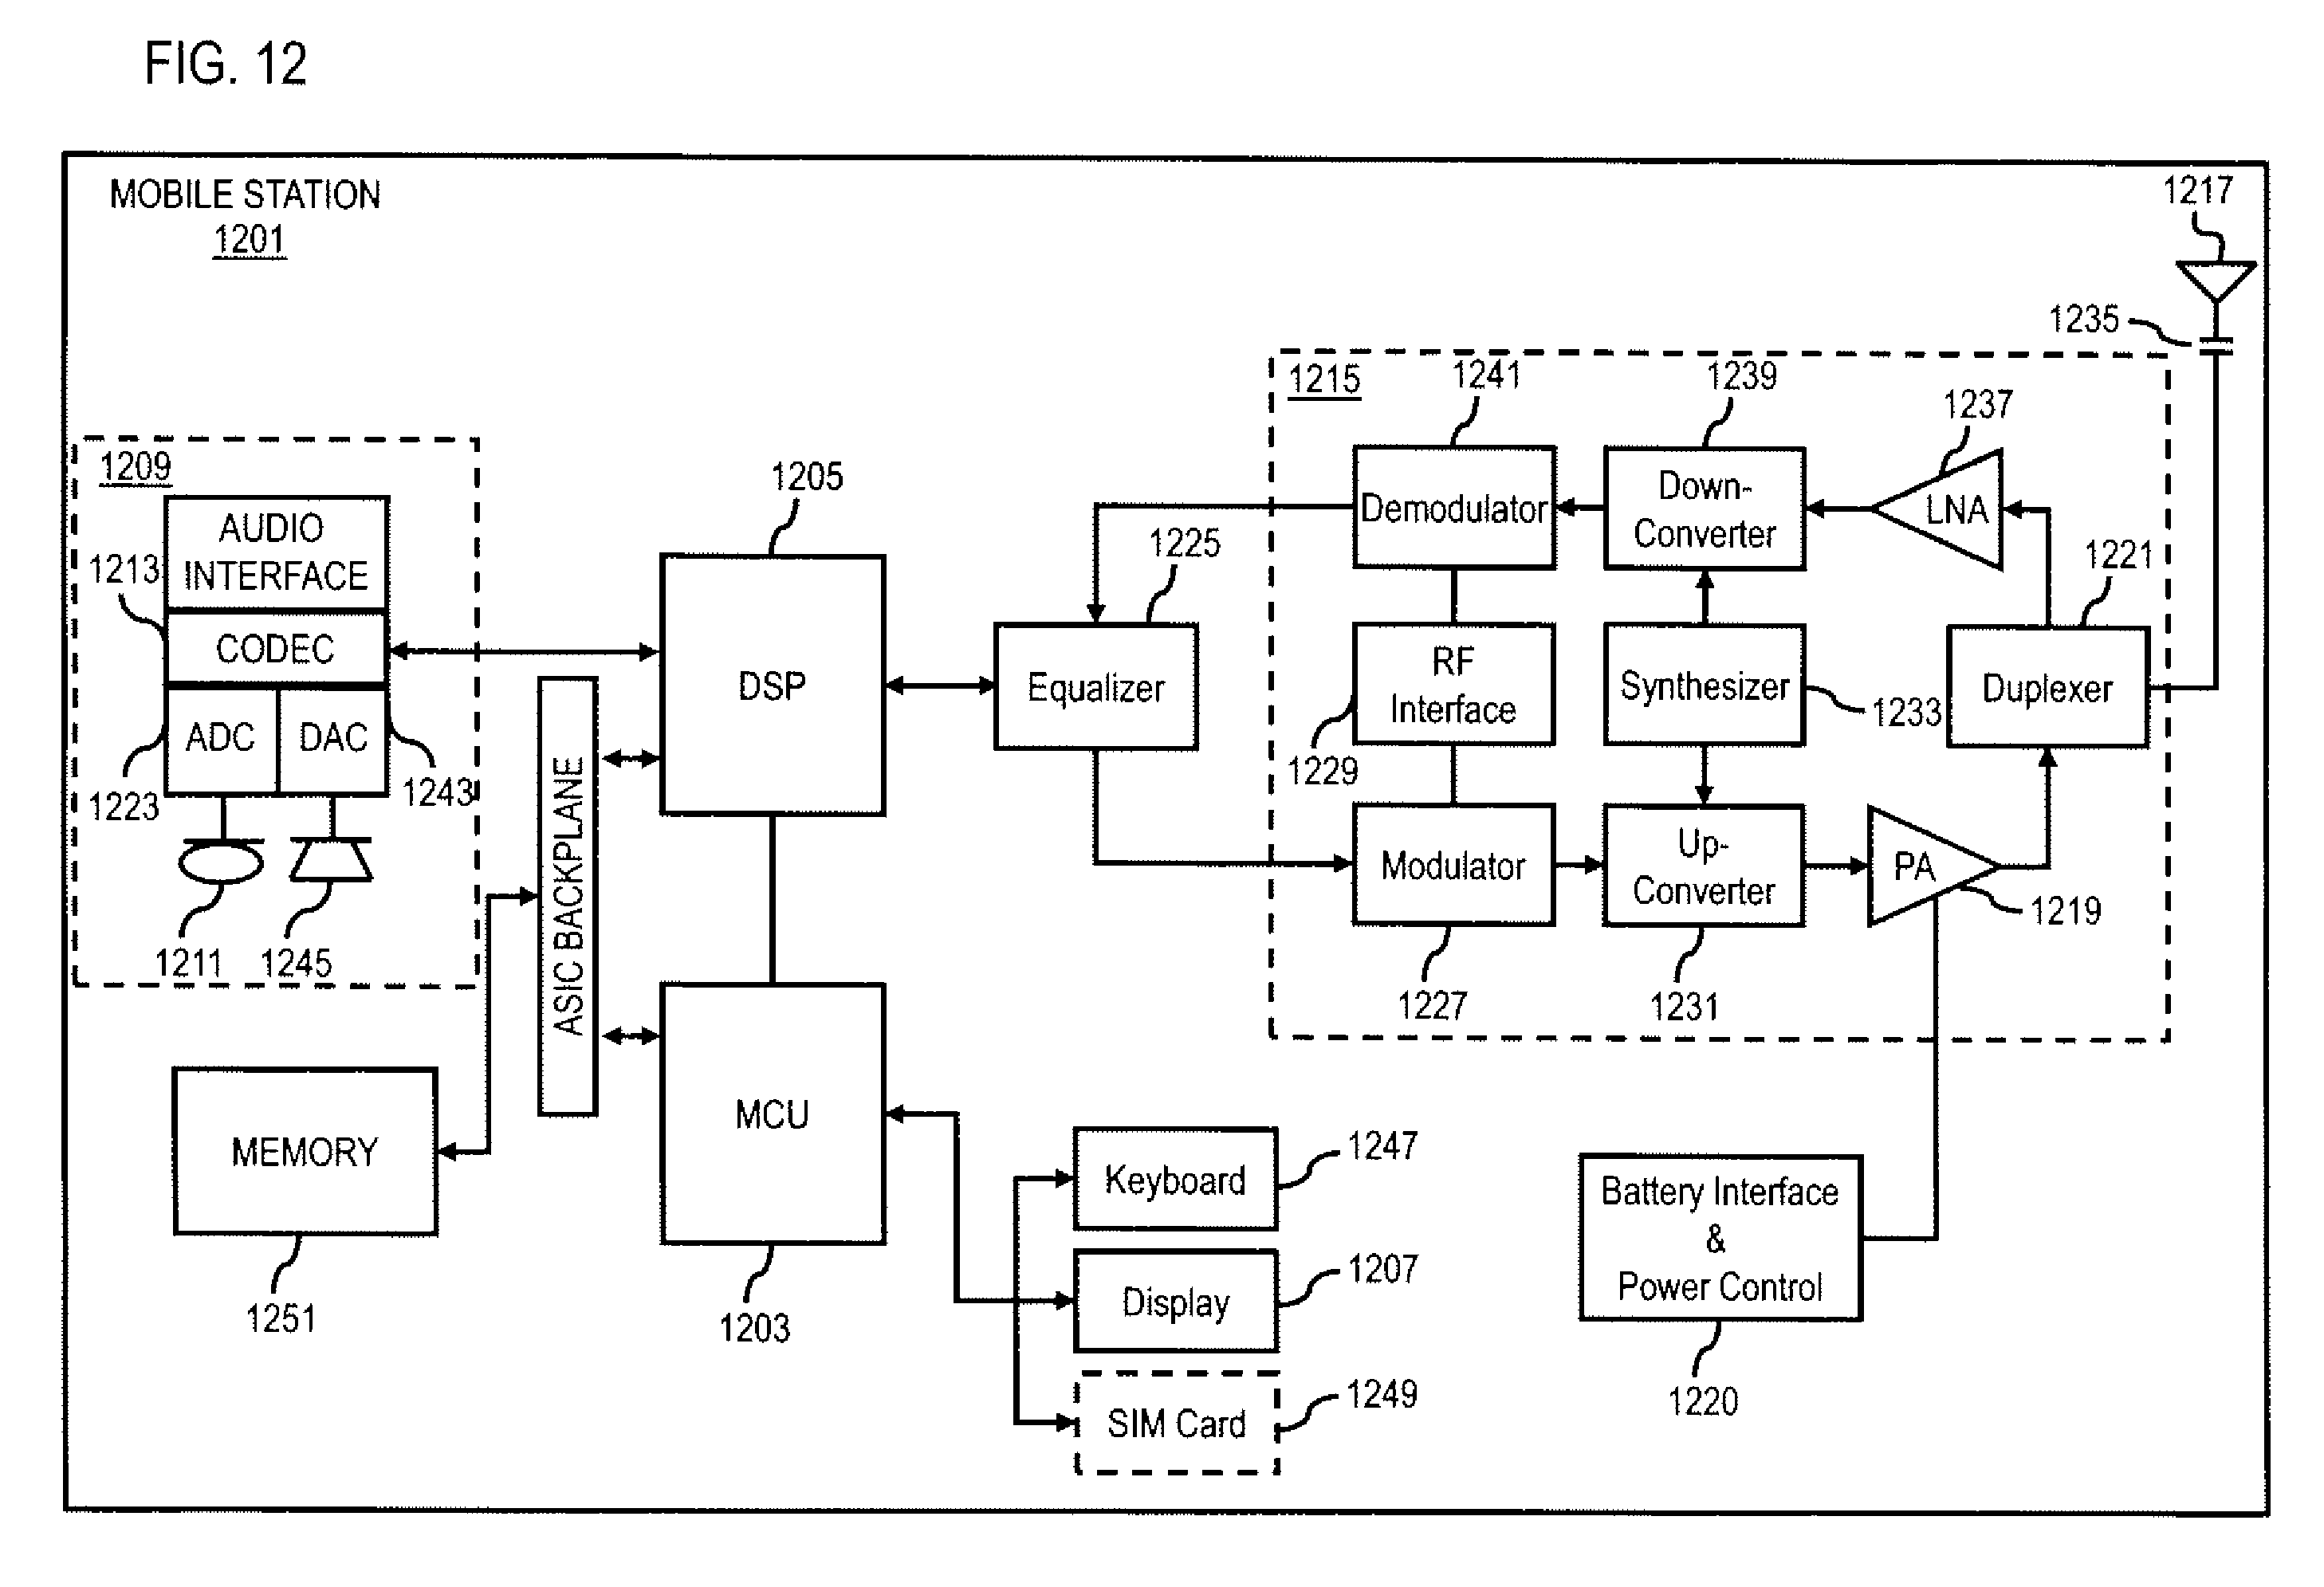 FIG. 12
MOBILE STATION
1201
1217
1235
1215
1241
1239
1237
1209
AUDIO
INTERFACE
1213
CODEC
ADC
DAC
1223
1243
1211
1245
1205
DSP
1225
Equalizer
Demodulator
Down-
Converter
LNA
1221
RF
Interface
1229
Synthesizer
1233
Duplexer
Modulator
Up-
Converter
PA
1219
1227
1231
ASIC BACKPLANE
MEMORY
1251
MCU
1203
Keyboard
1247
Display
1207
SIM Card
1249
Battery Interface
&
Power Control
1220